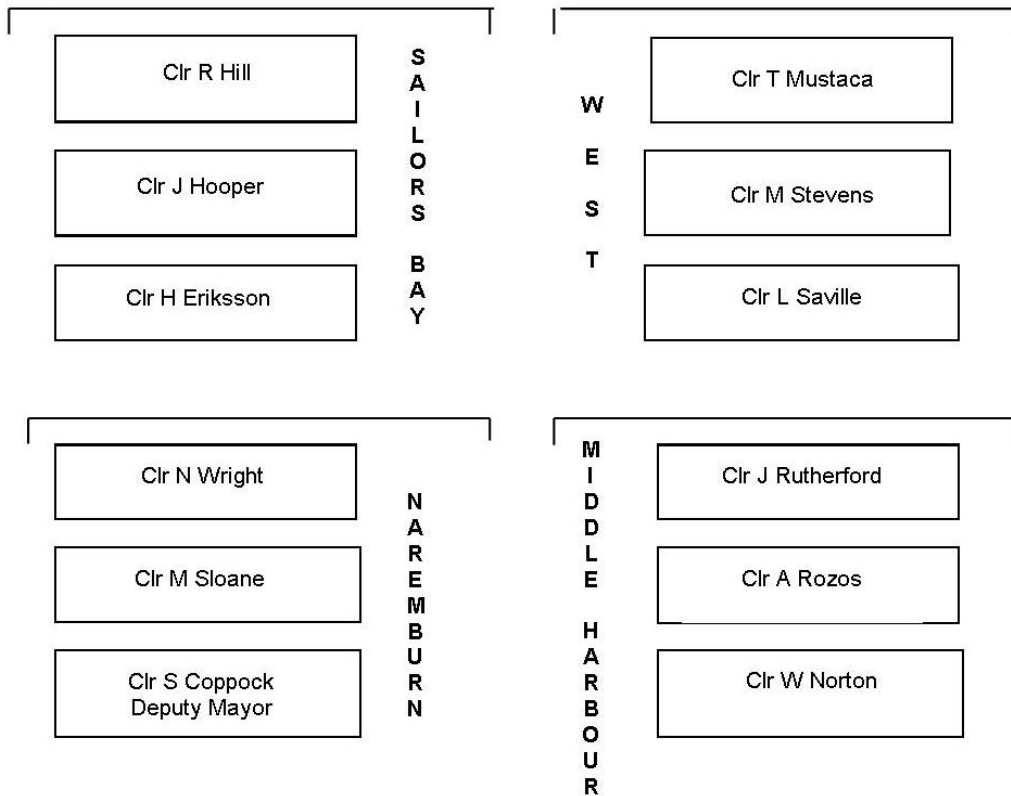 Clr R Hill
Clr J Hooper
Clr H Eriksson
SAILORS BAY
WEST
Clr T Mustaca
Clr M Stevens
Clr L Saville
Clr N Wright
Clr M Sloane
Clr S Coppock
Deputy Mayor
NAREMBURN
MIDDLE HARBOUR
Clr J Rutherford
Clr A Rozos
Clr W Norton